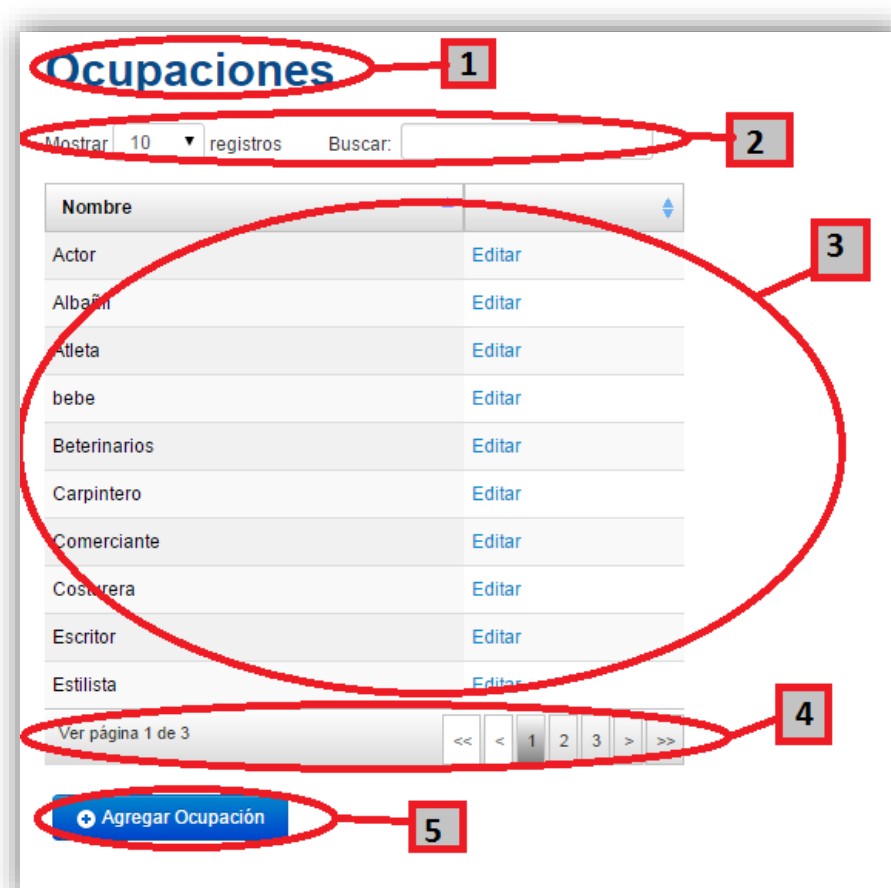 Ocupaciones 1
Mostrar 10 registros Buscar: 2
Nombre
3
Actor Editar
Albañil Editar
Atleta Editar
bebe Editar
Beterinarios Editar
Carpintero Editar
Comerciante Editar
Costurera Editar
Escritor Editar
Estilista Editar
4
Ver página 1 de 3 << < 1 2 3 > >>
Agregar Ocupación 5